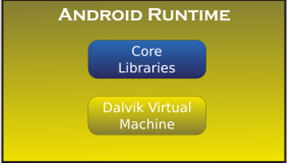 Android Runtime
Core
Libraries
Dalvik Virtual
Machine